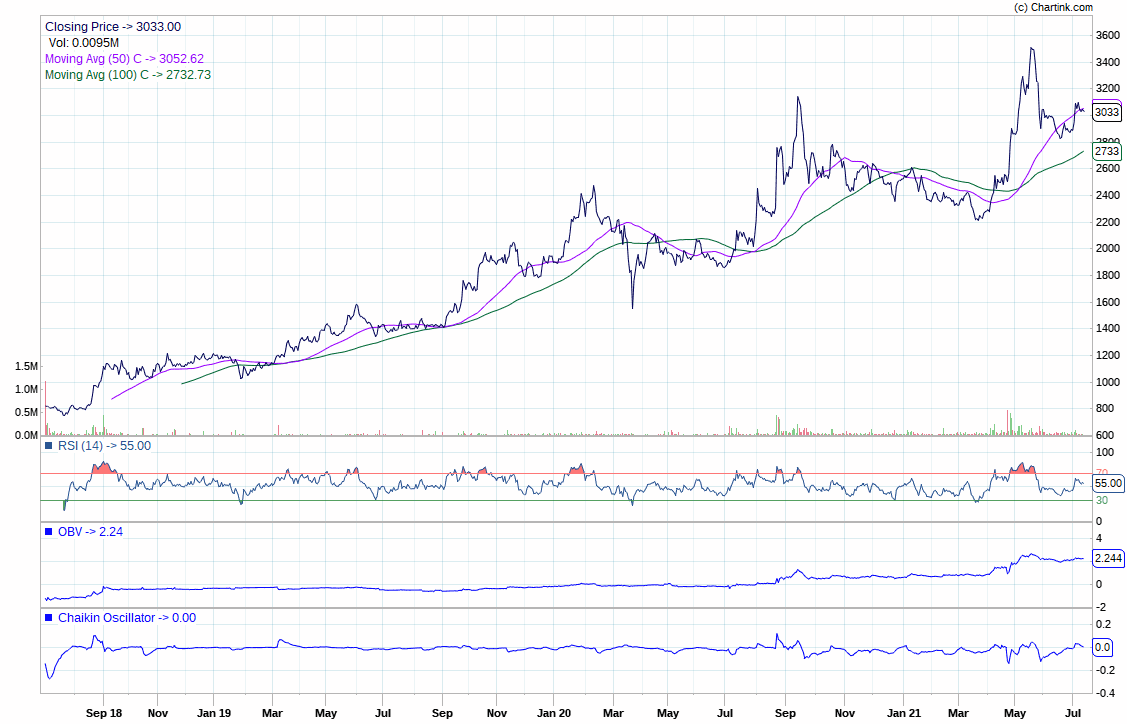 (c) Chartink.com
Closing Price -> 3033.00
Vol: 0.0095M
Moving Avg (50) C -> 3052.62
Moving Avg (100) C -> 2732.73
3600
3400
3200
3033
2800
2733
2600
2400
2200
2000
1800
1600
1400
1200
1000
800
600
1.5M
1.0M
0.5M
0.0M
RSI (14) -> 55.00
100
70
55.00
30
0
OBV -> 2.24
4
2.244
0
-2
Chaikin Oscillator -> 0.00
0.2
0.0
-0.2
-0.4
Sep 18 Nov Jan 19 Mar May Jul Sep Nov Jan 20 Mar May Jul Sep Nov Jan 21 Mar May Jul